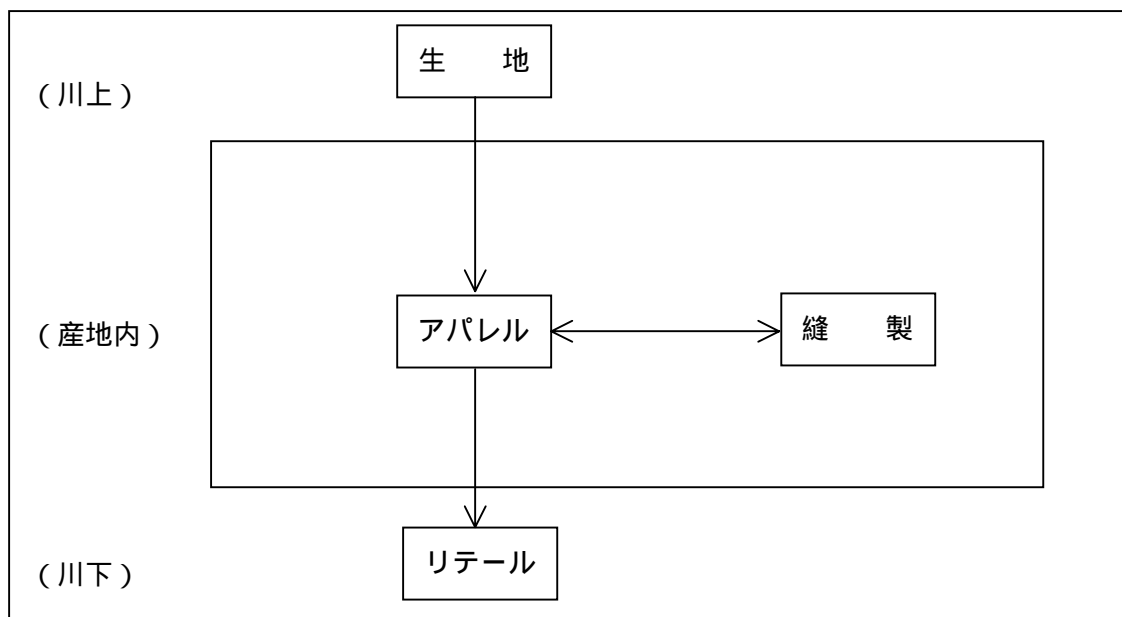 生　　地
（川上）
アパレル
縫　　製
（産地内）
リテール
（川下）